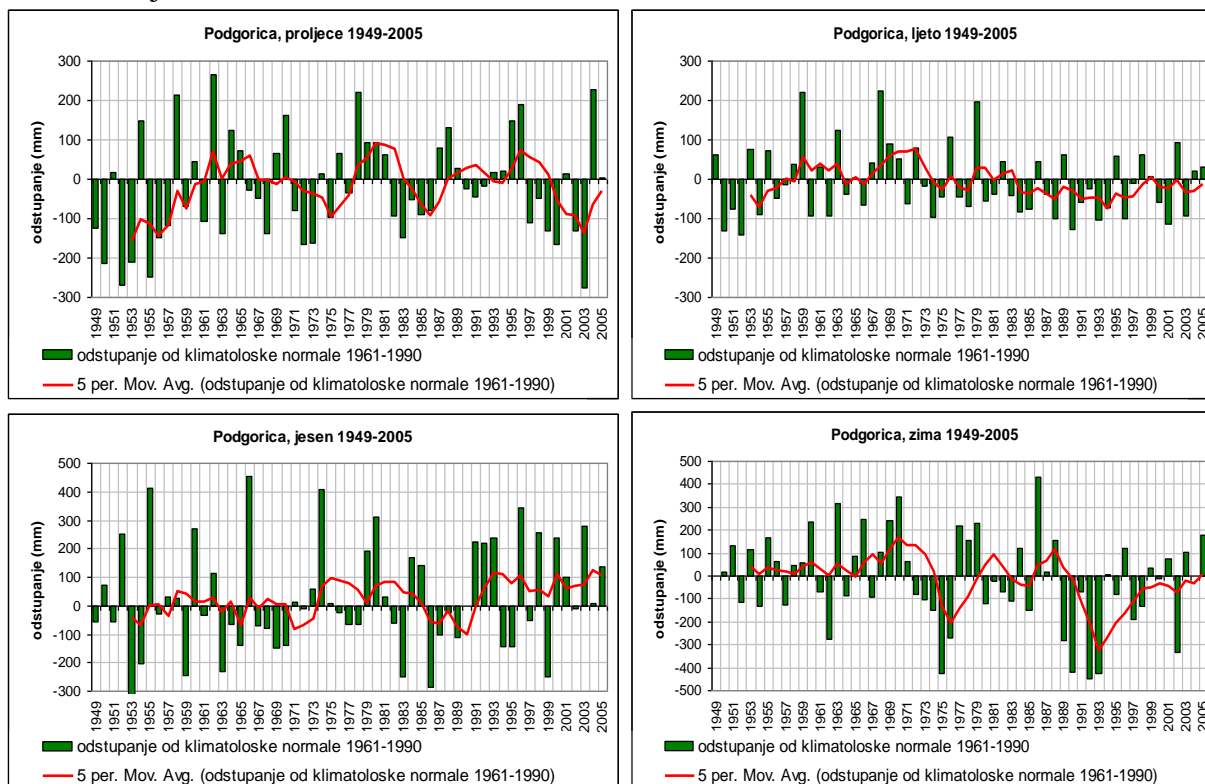 Podgorica, proljece 1949-2005
odstupanje (mm)
300
200
100
0
-100
-200
-300
1949 1951 1953 1955 1957 1959 1961 1963 1965 1967 1969 1971 1973 1975 1977 1979 1981 1983 1985 1987 1989 1991 1993 1995 1997 1999 2001 2003 2005
odstupanje od klimatoloske normale 1961-1990
5 per. Mov. Avg. (odstupanje od klimatoloske normale 1961-1990)
Podgorica, ljeto 1949-2005
odstupanje (mm)
300
200
100
0
-100
-200
-300
1949 1951 1953 1955 1957 1959 1961 1963 1965 1967 1969 1971 1973 1975 1977 1979 1981 1983 1985 1987 1989 1991 1993 1995 1997 1999 2001 2003 2005
odstupanje od klimatoloske normale 1961-1990
5 per. Mov. Avg. (odstupanje od klimatoloske normale 1961-1990)
Podgorica, jesen 1949-2005
odstupanje (mm)
500
400
300
200
100
0
-100
-200
-300
1949 1951 1953 1955 1957 1959 1961 1963 1965 1967 1969 1971 1973 1975 1977 1979 1981 1983 1985 1987 1989 1991 1993 1995 1997 1999 2001 2003 2005
odstupanje od klimatoloske normale 1961-1990
5 per. Mov. Avg. (odstupanje od klimatoloske normale 1961-1990)
Podgorica, zima 1949-2005
odstupanje (mm)
500
400
300
200
100
0
-100
-200
-300
-400
-500
1949 1951 1953 1955 1957 1959 1961 1963 1965 1967 1969 1971 1973 1975 1977 1979 1981 1983 1985 1987 1989 1991 1993 1995 1997 1999 2001 2003 2005
odstupanje od klimatoloske normale 1961-1990
5 per. Mov. Avg. (odstupanje od klimatoloske normale 1961-1990)